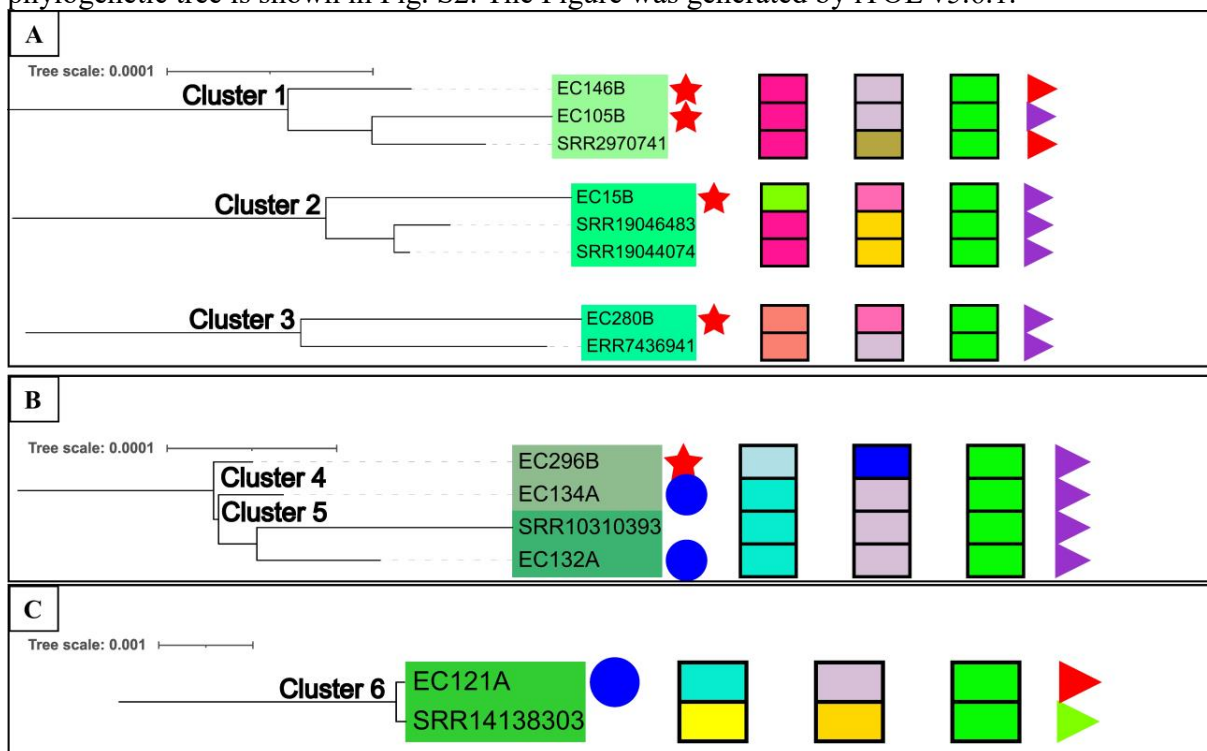 phylogenetic tree is shown in Fig. S2. The Figure was generated by iTOL v5.6.1.
A
Tree scale: 0.0001
Cluster 1
EC146B
EC105B
SRR2970741
Cluster 2
EC15B
SRR19046483
SRR19044074
Cluster 3
EC280B
ERR7436941
B
Tree scale: 0.0001
Cluster 4
Cluster 5
EC296B
EC134A
SRR10310393
EC132A
C
Tree scale: 0.001
Cluster 6
EC121A
SRR14138303